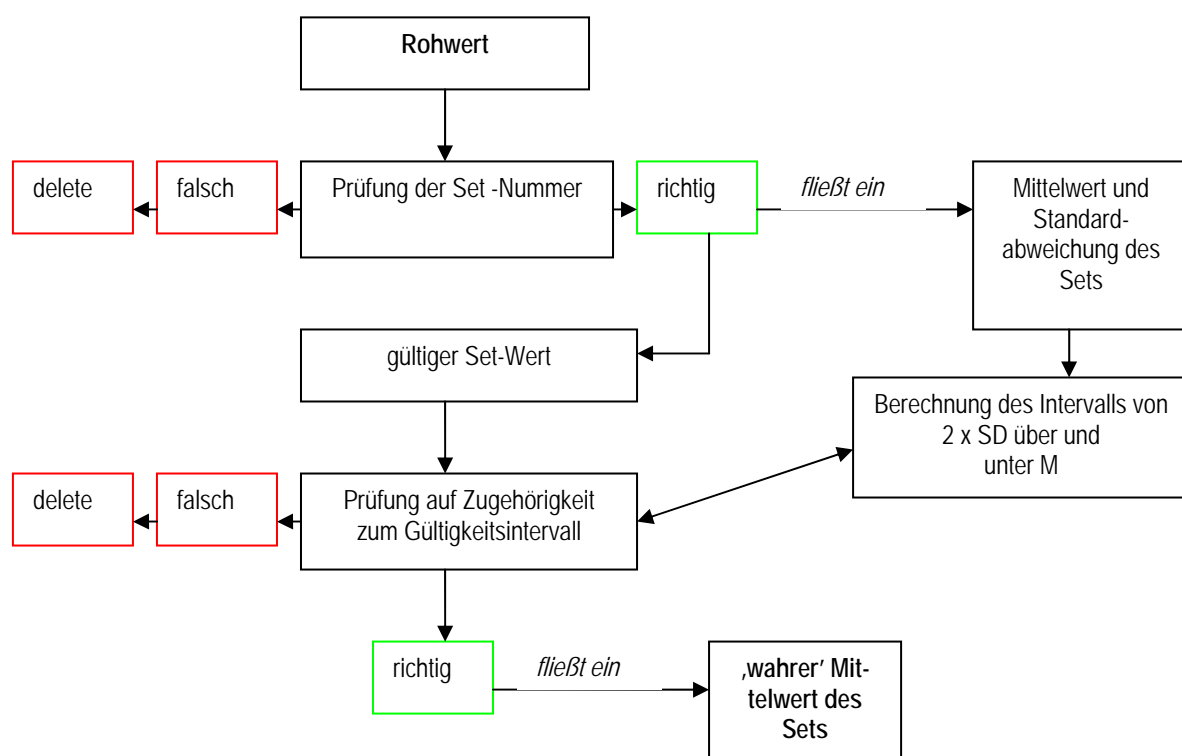 Rohwert
delete
falsch
Prüfung der Set -Nummer
richtig
fließt ein
Mittelwert und
Standard-
abweichung des
Sets
gültiger Set-Wert
Berechnung des Intervalls von
2 x SD über und
unter M
delete
falsch
Prüfung auf Zugehörigkeit
zum Gültigkeitsintervall
richtig
fließt ein
‚wahrer’ Mit-
telwert des
Sets